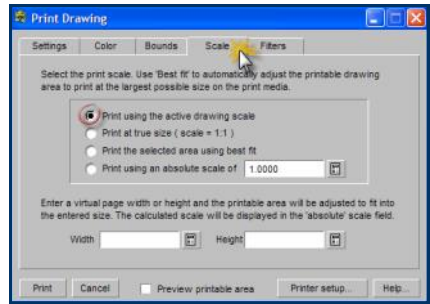 Print Drawing
Settings Color Bounds Scale Filters
Select the print scale. Use 'Best fit' to automatically adjust the printable drawing
area to print at the largest possible size on the print media.
Print using the active drawing scale
Print at true size ( scale = 1:1 )
Print the selected area using best fit
Print using an absolute scale of 1.0000
Enter a virtual page width or height and the printable area will be adjusted to fit into
the entered size. The calculated scale will be displayed in the 'absolute' scale field.
Width Height
Print Cancel Preview printable area Printer setup... Help...